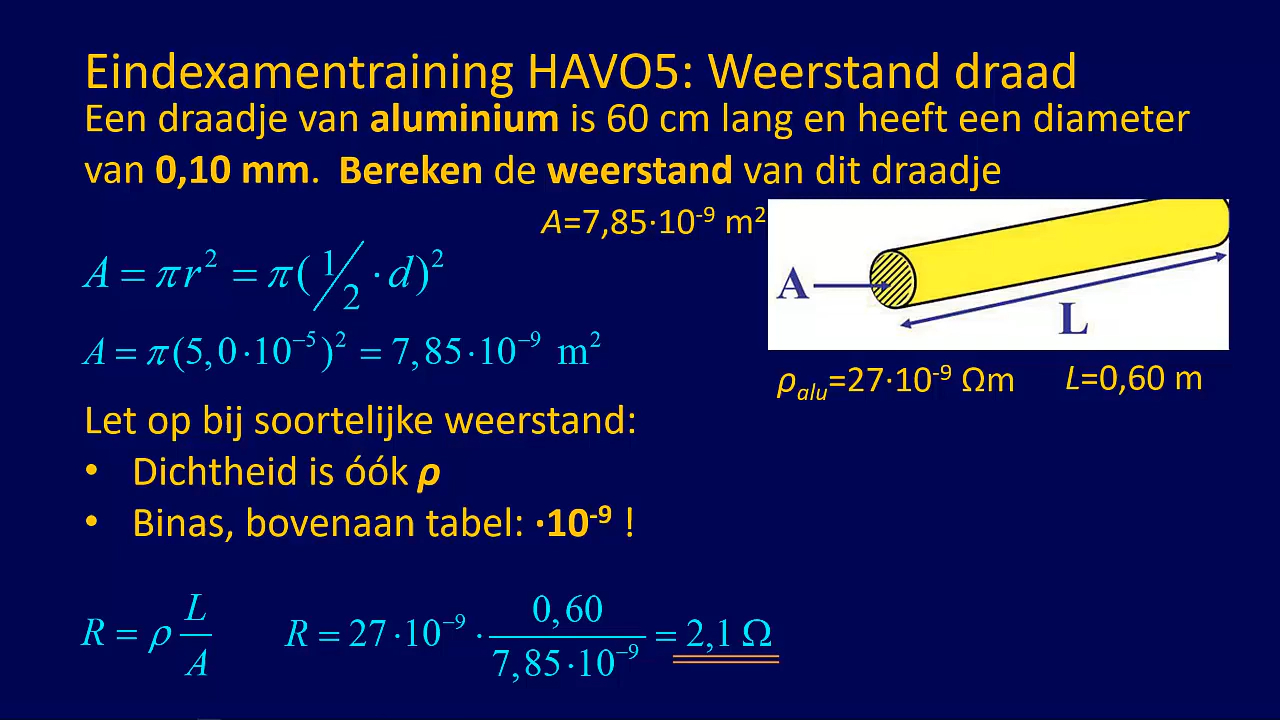 Eindexamentraining HAVO5: Weerstand draad
Een draadje van aluminium is 60 cm lang en heeft een diameter
van 0,10 mm. Bereken de weerstand van dit draadje
A=7,85·10⁻⁹ m²
A = πr² = π(1/2 · d)²
A = π(5,0·10⁻⁵)² = 7,85·10⁻⁹ m²
A
L
ρalu=27·10⁻⁹ Ωm
L=0,60 m
Let op bij soortelijke weerstand:
• Dichtheid is óók ρ
• Binas, bovenaan tabel: ·10⁻⁹ !
R = ρ L/A
R = 27·10⁻⁹ · 0,60/7,85·10⁻⁹ = 2,1 Ω